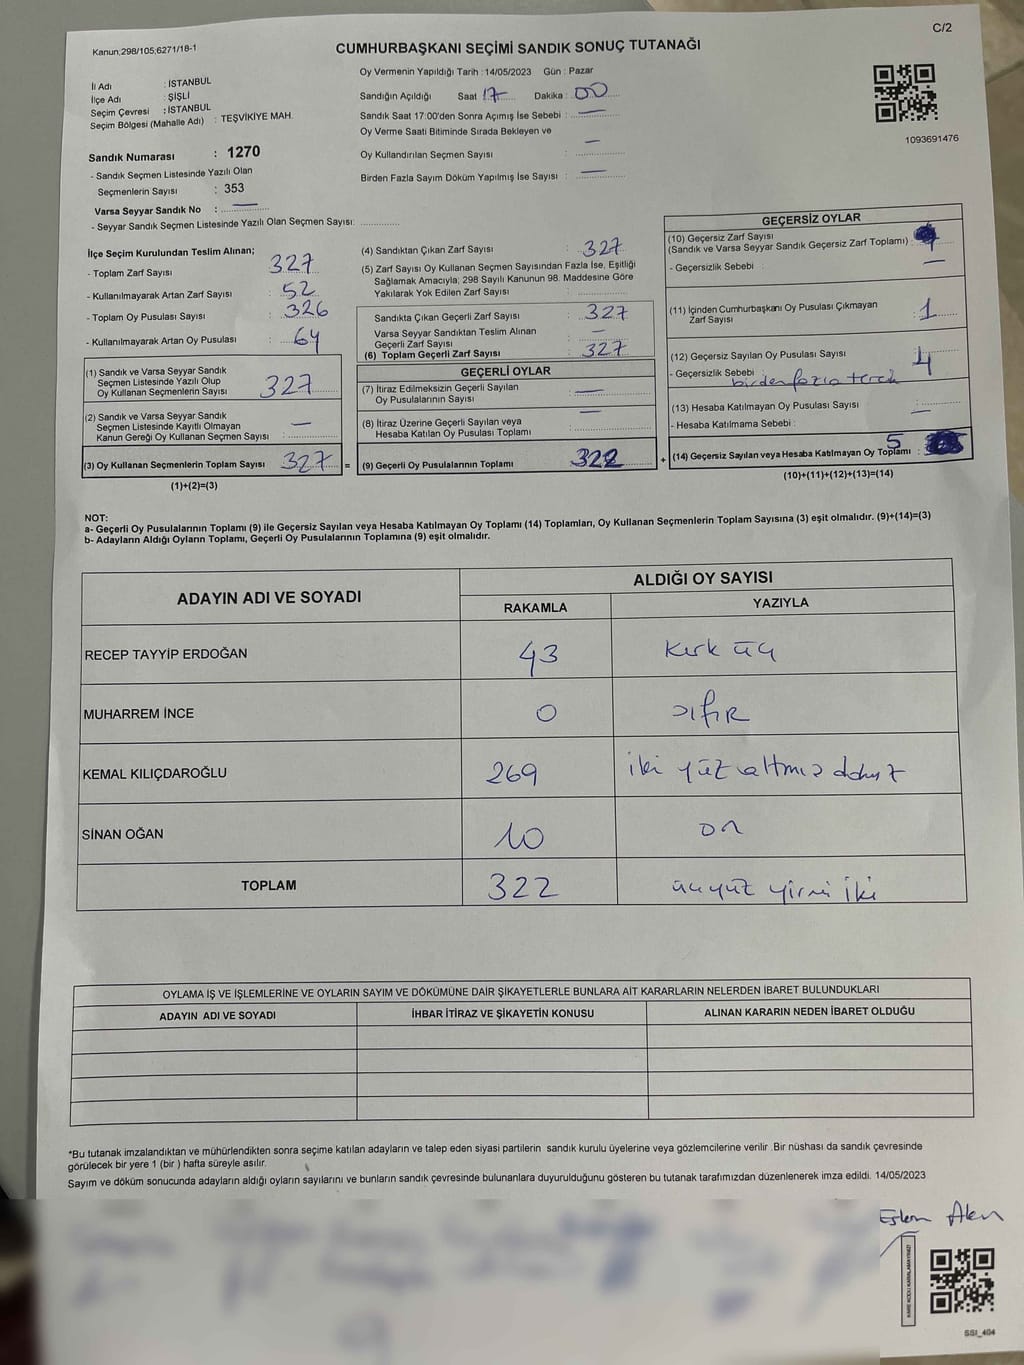 C/2
Kanun;298/105;6271/18-1
CUMHURBAŞKANI SEÇİMİ SANDIK SONUÇ TUTANAĞI
İl Adı : İSTANBUL
İlçe Adı : ŞİŞLİ
Seçim Çevresi : İSTANBUL
Seçim Bölgesi (Mahalle Adı) : TEŞVİKİYE MAH.
Oy Vermenin Yapıldığı Tarih : 14/05/2023 Gün : Pazar
Sandığın Açıldığı Saat 17 Dakika : 00
Sandık Saat 17:00'den Sonra Açımış İse Sebebi : —
Oy Verme Saati Bitiminde Sırada Bekleyen ve
Oy Kullandırılan Seçmen Sayısı : —
Birden Fazla Sayım Döküm Yapılmış İse Sayısı : —
1093691476
Sandık Numarası : 1270
- Sandık Seçmen Listesinde Yazılı Olan
Seçmenlerin Sayısı : 353
Varsa Seyyar Sandık No : —
- Seyyar Sandık Seçmen Listesinde Yazılı Olan Seçmen Sayısı:
İlçe Seçim Kurulundan Teslim Alınan;
- Toplam Zarf Sayısı : 327
- Kullanılmayarak Artan Zarf Sayısı : 52
- Toplam Oy Pusulası Sayısı : 326
- Kullanılmayarak Artan Oy Pusulası : 64
(1) Sandık ve Varsa Seyyar Sandık
Seçmen Listesinde Yazılı Olup
Oy Kullanan Seçmenlerin Sayısı : 327
(2) Sandık ve Varsa Seyyar Sandık
Seçmen Listesinde Kayıtlı Olmayan
Kanun Gereği Oy Kullanan Seçmen Sayısı : —
(3) Oy Kullanan Seçmenlerin Toplam Sayısı : 327 =
(1)+(2)=(3)
(4) Sandıktan Çıkan Zarf Sayısı : 327
(5) Zarf Sayısı Oy Kullanan Seçmen Sayısından Fazla İse, Eşitliği
Sağlamak Amacıyla; 298 Sayılı Kanunun 98. Maddesine Göre
Yakılarak Yok Edilen Zarf Sayısı :
Sandıkta Çıkan Geçerli Zarf Sayısı : 327
Varsa Seyyar Sandıktan Teslim Alınan
Geçerli Zarf Sayısı : —
(6) Toplam Geçerli Zarf Sayısı : 327
GEÇERLİ OYLAR
(7) İtiraz Edilmeksizin Geçerli Sayılan
Oy Pusulalarının Sayısı : —
(8) İtiraz Üzerine Geçerli Sayılan veya
Hesaba Katılan Oy Pusulası Toplamı : —
(9) Geçerli Oy Pusulalarının Toplamı : 322 +
GEÇERSİZ OYLAR
(10) Geçersiz Zarf Sayısı
(Sandık ve Varsa Seyyar Sandık Geçersiz Zarf Toplamı) :
- Geçersizlik Sebebi : —
(11) İçinden Cumhurbaşkanı Oy Pusulası Çıkmayan
Zarf Sayısı : 1
(12) Geçersiz Sayılan Oy Pusulası Sayısı : 4
- Geçersizlik Sebebi : birden fazla tercih
(13) Hesaba Katılmayan Oy Pusulası Sayısı : —
- Hesaba Katılmama Sebebi :
(14) Geçersiz Sayılan veya Hesaba Katılmayan Oy Toplamı : 5
(10)+(11)+(12)+(13)=(14)
NOT:
a- Geçerli Oy Pusulalarının Toplamı (9) ile Geçersiz Sayılan veya Hesaba Katılmayan Oy Toplamı (14) Toplamları, Oy Kullanan Seçmenlerin Toplam Sayısına (3) eşit olmalıdır. (9)+(14)=(3)
b- Adayların Aldığı Oyların Toplamı, Geçerli Oy Pusulalarının Toplamına (9) eşit olmalıdır.
ADAYIN ADI VE SOYADI
ALDIĞI OY SAYISI
RAKAMLA YAZIYLA
RECEP TAYYİP ERDOĞAN 43 Kırk üç
MUHARREM İNCE 0 sıfıR
KEMAL KILIÇDAROĞLU 269 iki yüz altmış dokuz
SİNAN OĞAN 10 on
TOPLAM 322 üçyüz yirmi iki
OYLAMA İŞ VE İŞLEMLERİNE VE OYLARIN SAYIM VE DÖKÜMÜNE DAİR ŞİKAYETLERLE BUNLARA AİT KARARLARIN NELERDEN İBARET BULUNDUKLARI
ADAYIN ADI VE SOYADI İHBAR İTİRAZ VE ŞİKAYETİN KONUSU ALINAN KARARIN NEDEN İBARET OLDUĞU
*Bu tutanak imzalandıktan ve mühürlendikten sonra seçime katılan adayların ve talep eden siyasi partilerin sandık kurulu üyelerine veya gözlemcilerine verilir .Bir nüshası da sandık çevresinde
görülecek bir yere 1 (bir ) hafta süreyle asılır.
Sayım ve döküm sonucunda adayların aldığı oyların sayılarını ve bunların sandık çevresinde bulunanlara duyurulduğunu gösteren bu tutanak tarafımızdan düzenlenerek imza edildi. 14/05/2023
KARE KODU KARALAMAYINIZ!
SSI_404